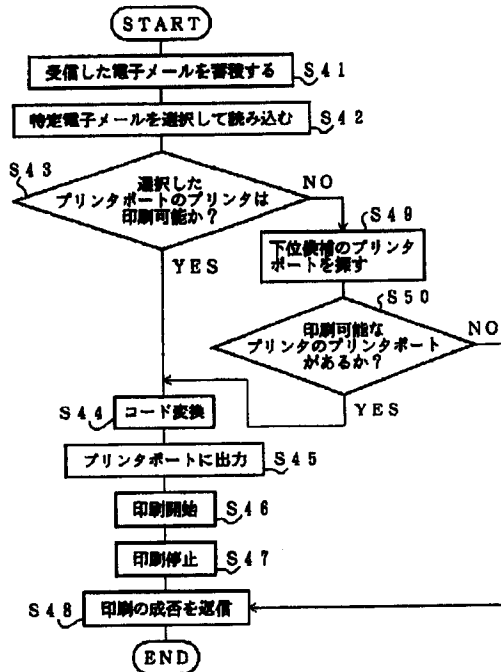 START
受信した電子メールを蓄積する
S41
特定電子メールを選択して読み込む
S42
S43
選択した
プリンタポートのプリンタは
印刷可能か?
NO
YES
S49
下位候補のプリンタ
ポートを探す
S50
印刷可能な
プリンタのプリンタポート
があるか?
NO
YES
S44
コード変換
プリンタポートに出力
S45
印刷開始
S46
印刷停止
S47
S48
印刷の成否を返信
END